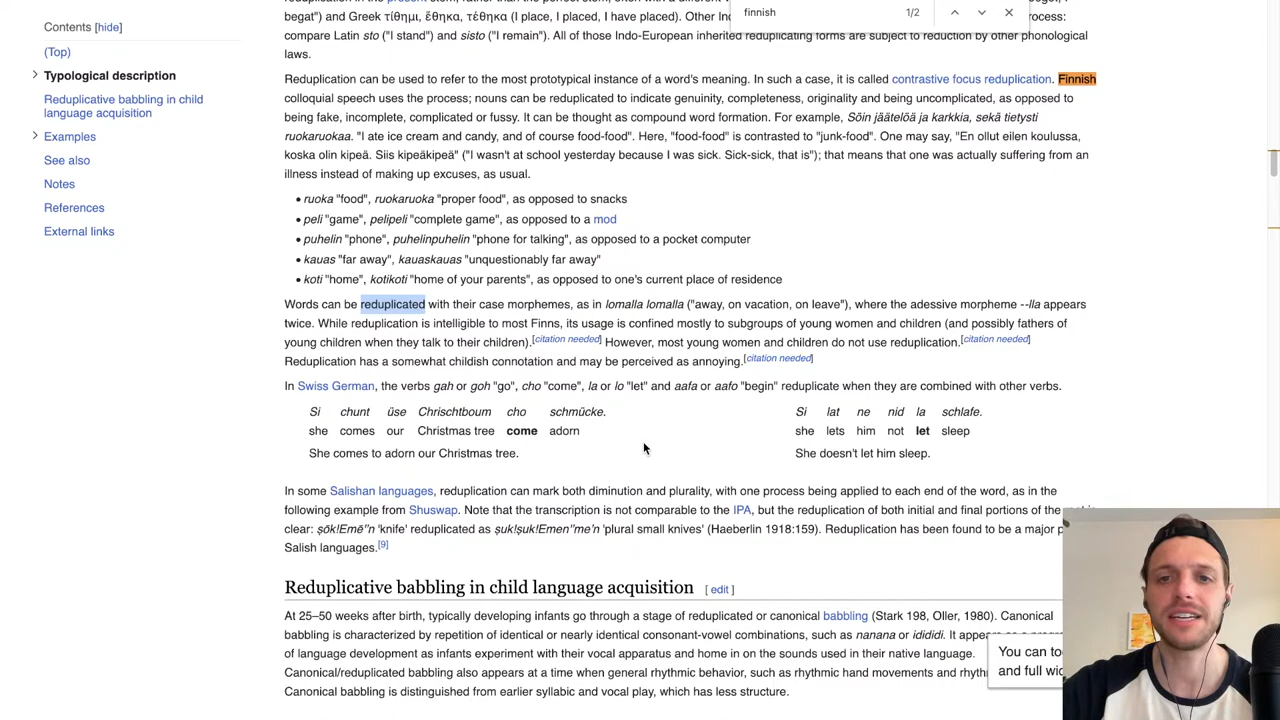 finnish 1/2
Contents [hide]
(Top)
Typological description
Reduplicative babbling in child
language acquisition
Examples
See also
Notes
References
External links
begat") and Greek τίθημι, ἔθηκα, τέθηκα (I place, I placed, I have placed). Other Ind rocess:
compare Latin sto ("I stand") and sisto ("I remain"). All of those Indo-European inherited reduplicating forms are subject to reduction by other phonological
laws.
Reduplication can be used to refer to the most prototypical instance of a word's meaning. In such a case, it is called contrastive focus reduplication. Finnish
colloquial speech uses the process; nouns can be reduplicated to indicate genuinity, completeness, originality and being uncomplicated, as opposed to
being fake, incomplete, complicated or fussy. It can be thought as compound word formation. For example, Söin jäätelöä ja karkkia, sekä tietysti
ruokaruokaa. "I ate ice cream and candy, and of course food-food". Here, "food-food" is contrasted to "junk-food". One may say, "En ollut eilen koulussa,
koska olin kipeä. Siis kipeäkipeä" ("I wasn't at school yesterday because I was sick. Sick-sick, that is"); that means that one was actually suffering from an
illness instead of making up excuses, as usual.
• ruoka "food", ruokaruoka "proper food", as opposed to snacks
• peli "game", pelipeli "complete game", as opposed to a mod
• puhelin "phone", puhelinpuhelin "phone for talking", as opposed to a pocket computer
• kauas "far away", kauaskauas "unquestionably far away"
• koti "home", kotikoti "home of your parents", as opposed to one's current place of residence
Words can be reduplicated with their case morphemes, as in lomalla lomalla ("away, on vacation, on leave"), where the adessive morpheme --lla appears
twice. While reduplication is intelligible to most Finns, its usage is confined mostly to subgroups of young women and children (and possibly fathers of
young children when they talk to their children).[citation needed] However, most young women and children do not use reduplication.[citation needed]
Reduplication has a somewhat childish connotation and may be perceived as annoying.[citation needed]
In Swiss German, the verbs gah or goh "go", cho "come", la or lo "let" and aafa or aafo "begin" reduplicate when they are combined with other verbs.
Si chunt üse Chrischtboum cho schmücke.
she comes our Christmas tree come adorn
She comes to adorn our Christmas tree.
Si lat ne nid la schlafe.
she lets him not let sleep
She doesn't let him sleep.
In some Salishan languages, reduplication can mark both diminution and plurality, with one process being applied to each end of the word, as in the
following example from Shuswap. Note that the transcription is not comparable to the IPA, but the reduplication of both initial and final portions of the
clear: ṣōk!Emē''n 'knife' reduplicated as ṣuk!ṣuk!Emen''me’n 'plural small knives' (Haeberlin 1918:159). Reduplication has been found to be a major p
Salish languages.[9]
Reduplicative babbling in child language acquisition [ edit ]
At 25–50 weeks after birth, typically developing infants go through a stage of reduplicated or canonical babbling (Stark 198, Oller, 1980). Canonical
babbling is characterized by repetition of identical or nearly identical consonant-vowel combinations, such as nanana or idididi. It appe
of language development as infants experiment with their vocal apparatus and home in on the sounds used in their native language.
Canonical/reduplicated babbling also appears at a time when general rhythmic behavior, such as rhythmic hand movements and rhyth
Canonical babbling is distinguished from earlier syllabic and vocal play, which has less structure.
You can to
and full wi